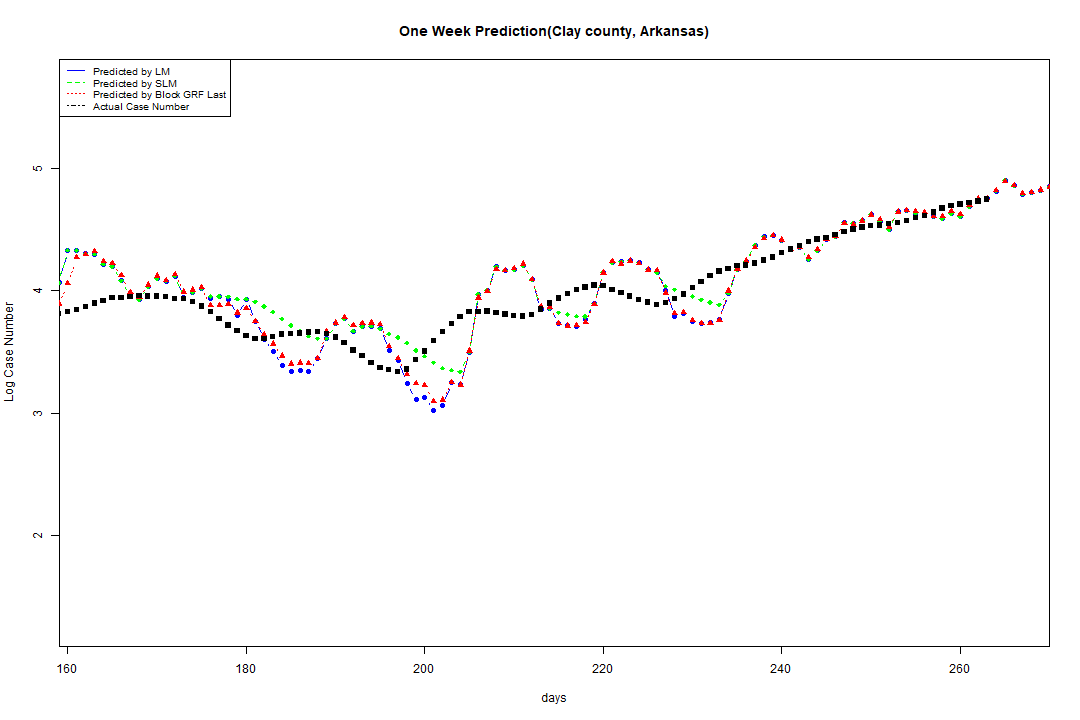 One Week Prediction(Clay county, Arkansas)
Predicted by LM
Predicted by SLM
Predicted by Block GRF Last
Actual Case Number
5
4
3
2
Log Case Number
160 180 200 220 240 260
days